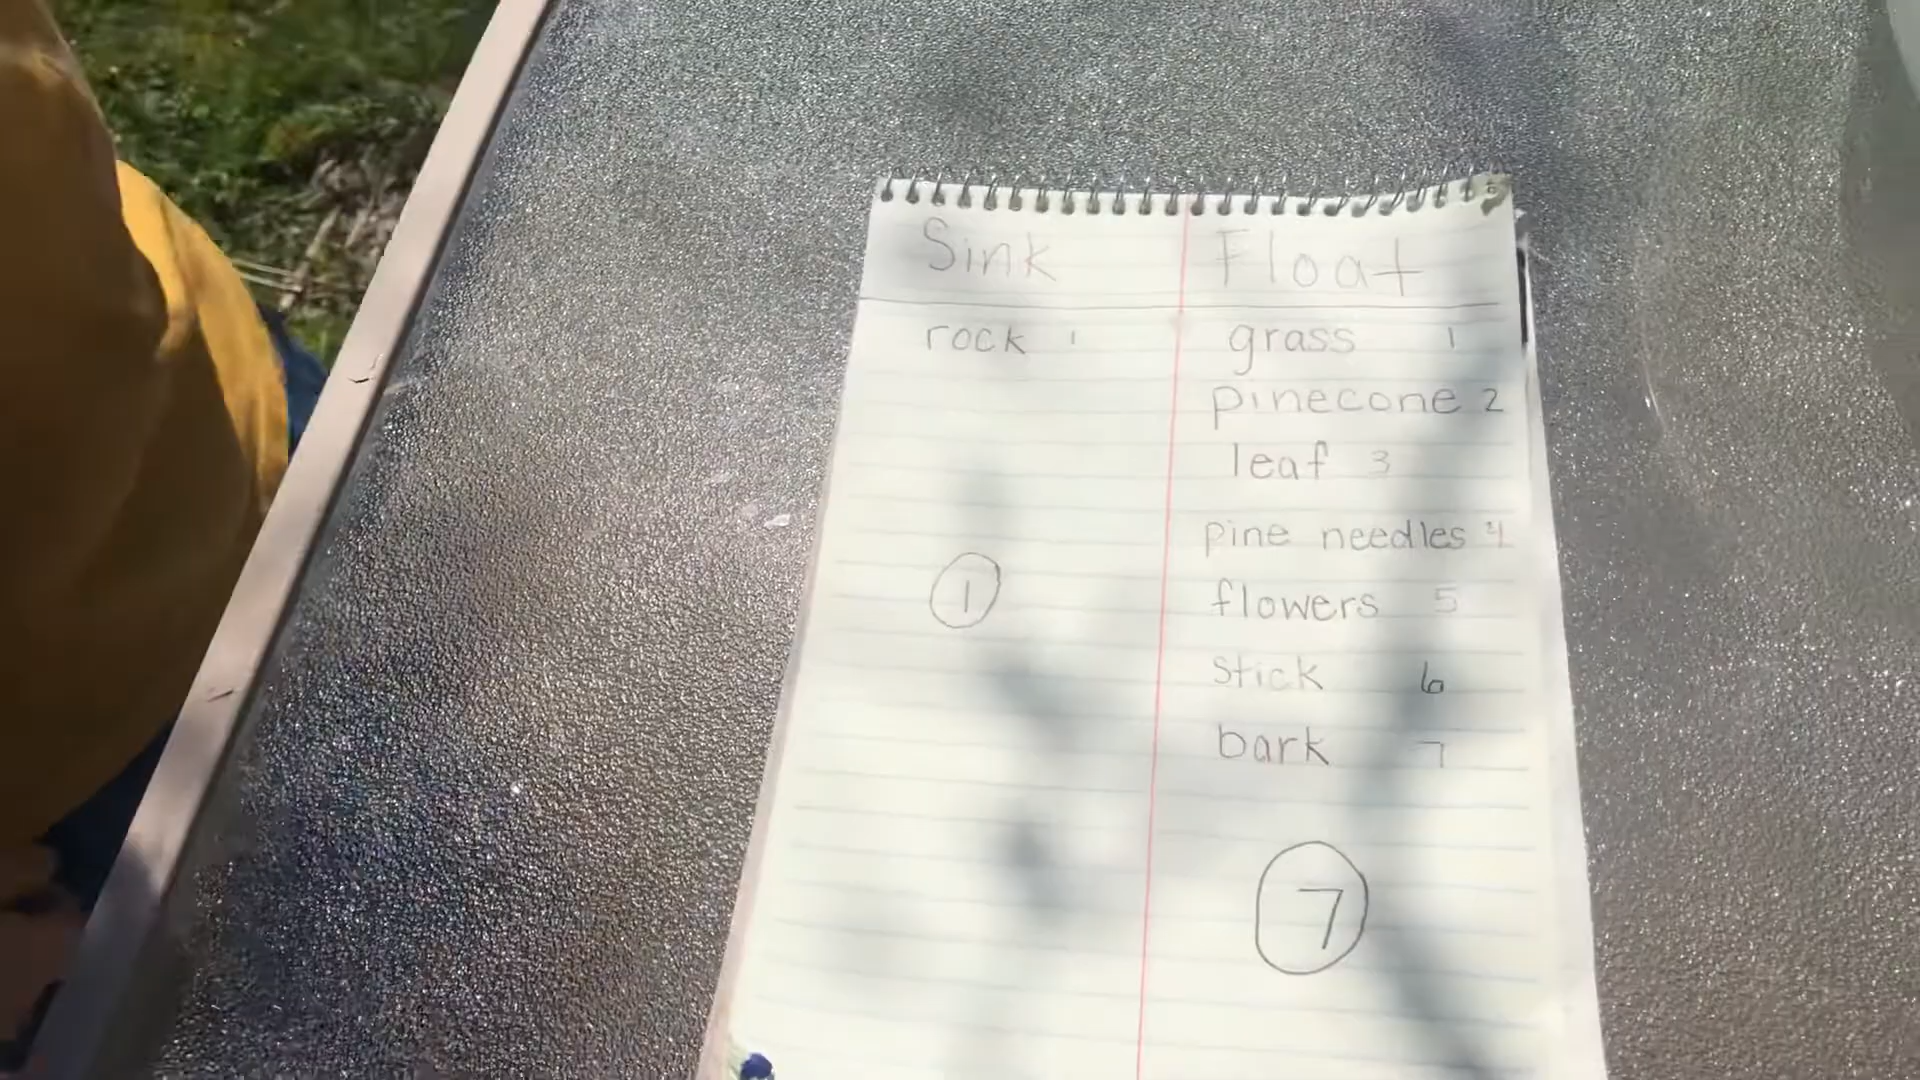 Sink Float
rock 1 grass 1
pinecone 2
leaf 3
pine needles 4
1
flowers 5
stick 6
bark 7
7